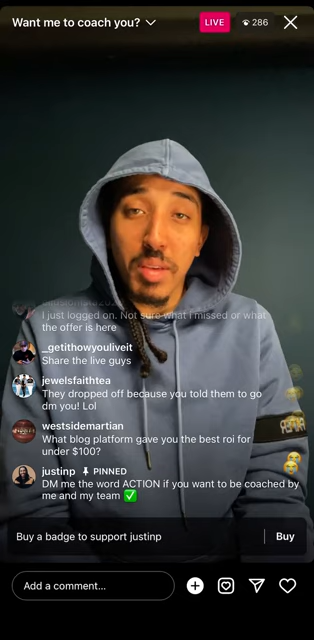 Want me to coach you?
LIVE
286
I just logged on. Not sure what I missed or what
the offer is here
_getithowyouliveit
Share the live guys
jewelsfaithtea
They dropped off because you told them to go
dm you! Lol
westsidemartian
What blog platform gave you the best roi for
under $100?
justinp PINNED
DM me the word ACTION if you want to be coached by
me and my team ✅
Buy a badge to support justinp
Buy
Add a comment...